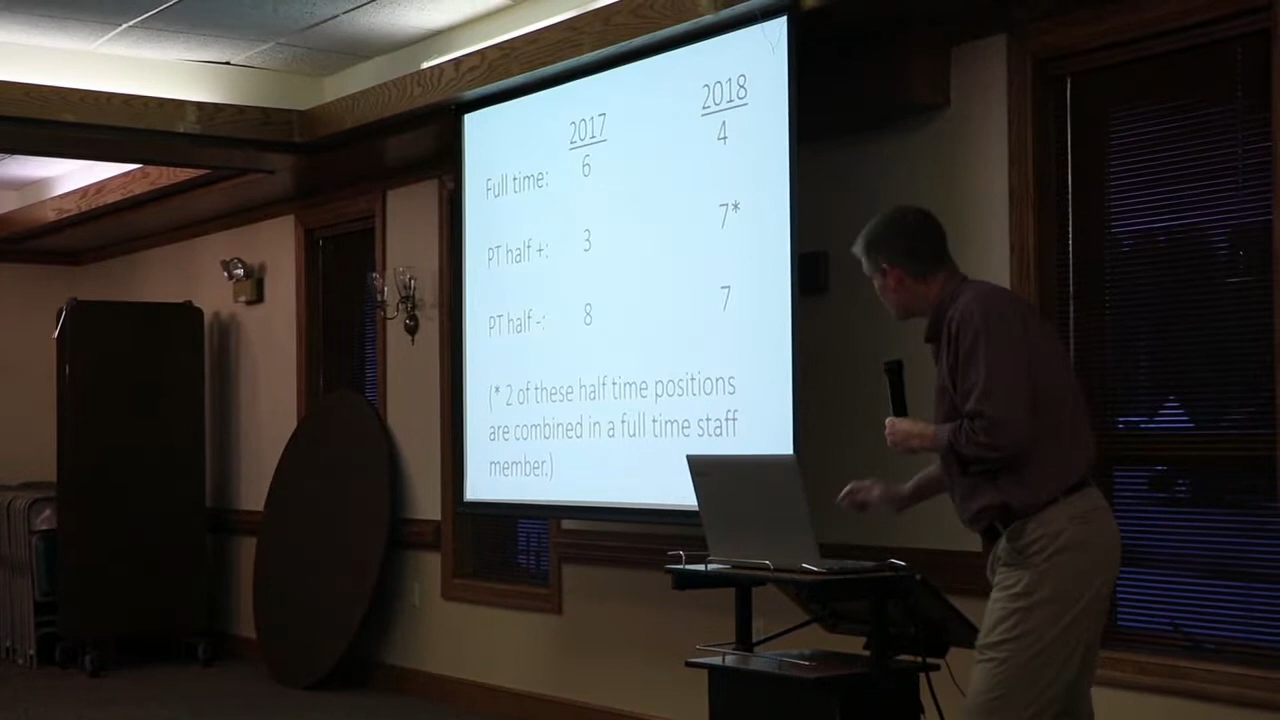 2017 2018
Full time: 6 4
PT half +: 3 7*
PT half -: 8 7
(* 2 of these half time positions
are combined in a full time staff
member.)